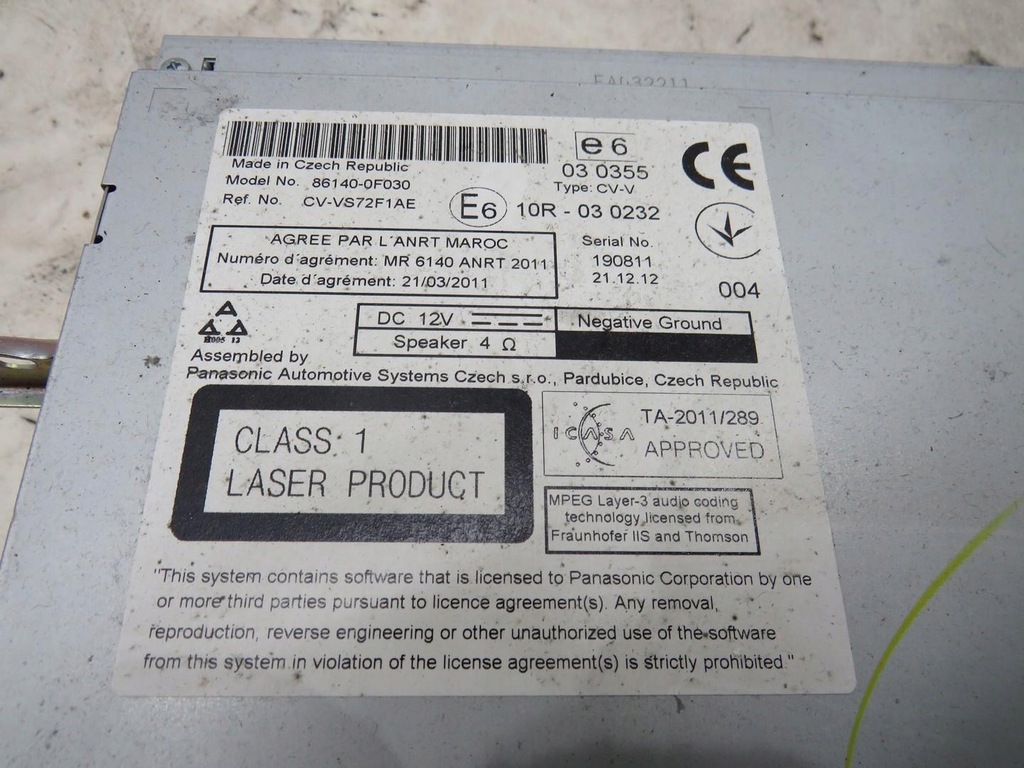 Made in Czech Republic
Model No. 86140-0F030
Ref. No. CV-VS72F1AE
e6
03 0355
Type: CV-V
CE
E6 10R - 03 0232
AGREE PAR L´ANRT MAROC
Numéro d´agrément: MR 6140 ANRT 2011
Date d´agrément: 21/03/2011
Serial No.
190811
21.12.12
004
DC 12V
Negative Ground
Speaker 4 Ω
Assembled by
Panasonic Automotive Systems Czech s.r.o., Pardubice, Czech Republic
CLASS 1
LASER PRODUCT
ICASA
TA-2011/289
APPROVED
MPEG Layer-3 audio coding
technology licensed from
Fraunhofer IIS and Thomson
"This system contains software that is licensed to Panasonic Corporation by one
or more third parties pursuant to licence agreement(s). Any removal,
reproduction, reverse engineering or other unauthorized use of the software
from this system in violation of the license agreement(s) is strictly prohibited."